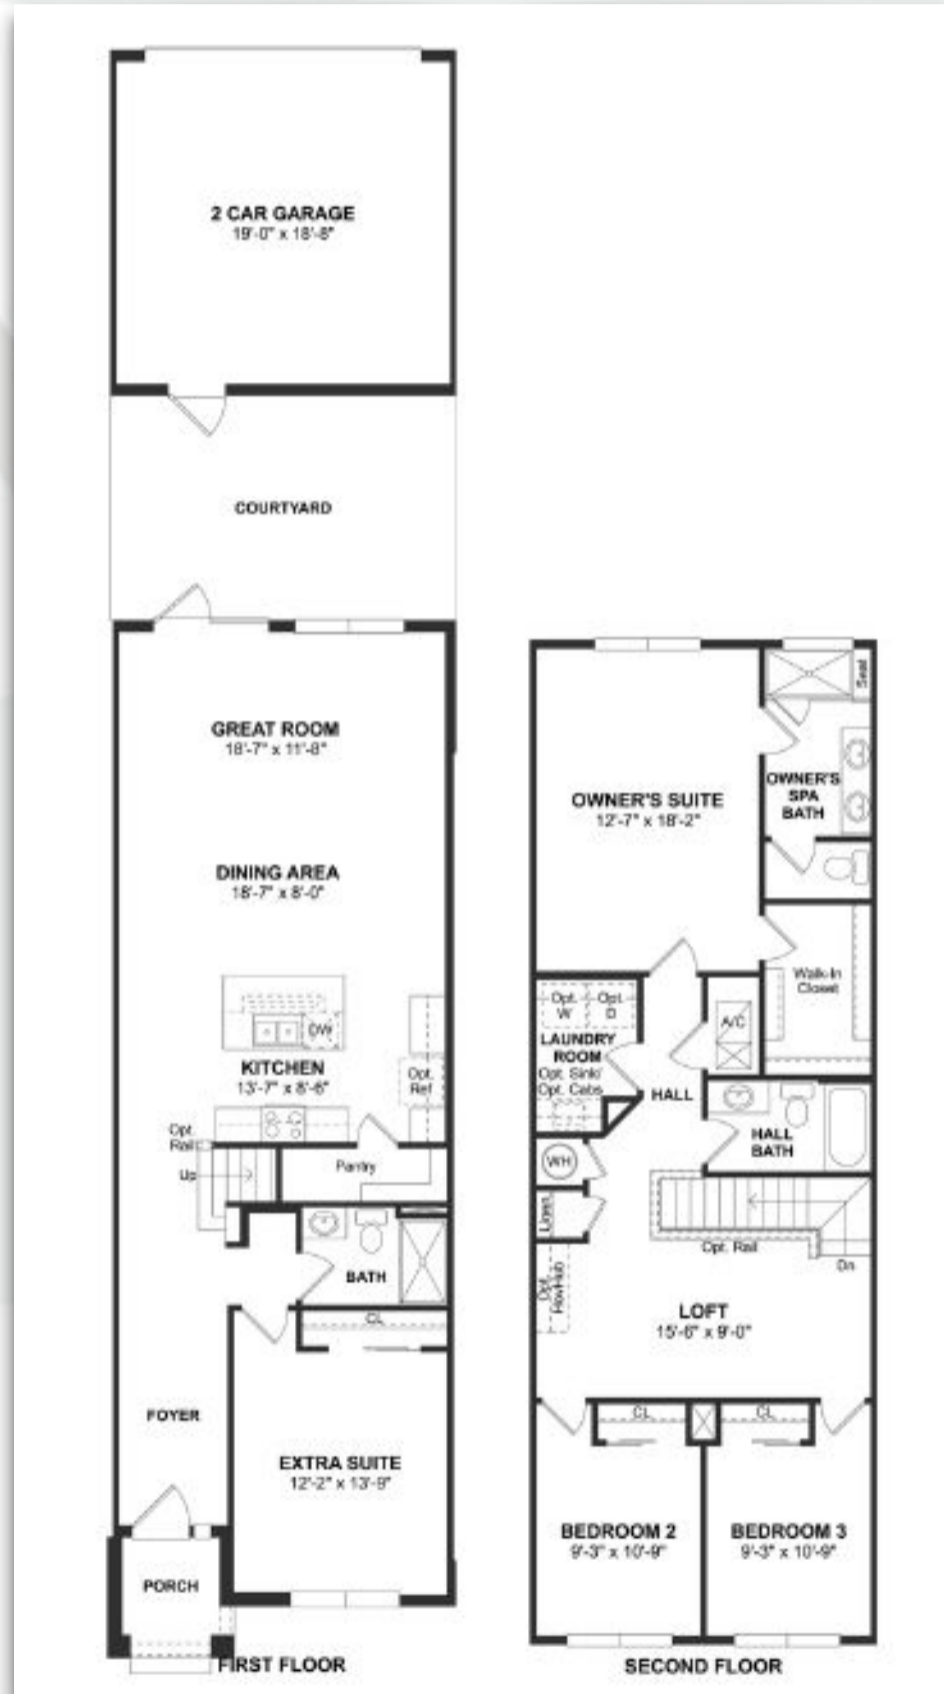 2 CAR GARAGE
19'-0" x 18'-8"
COURTYARD
GREAT ROOM
18'-7" x 11'-8"
DINING AREA
18'-7" x 8'-0"
DW
KITCHEN
13'-7" x 8'-6"
Opt.
Ref
Opt.
Rail
Up
Pantry
BATH
CL
FOYER
EXTRA SUITE
12'-2" x 13'-9"
PORCH
FIRST FLOOR
Seat
OWNER'S SUITE
12'-7" x 18'-2"
OWNER'S
SPA
BATH
Walk-In
Closet
Opt.
W
Opt.
D
A/C
LAUNDRY
ROOM
Opt. Sink/
Opt. Cabs
HALL
HALL
BATH
WH
Linen
Opt. Rail
Dn
Opt.
RevHub
LOFT
15'-6" x 9'-0"
CL
CL
BEDROOM 2
9'-3" x 10'-9"
BEDROOM 3
9'-3" x 10'-9"
SECOND FLOOR